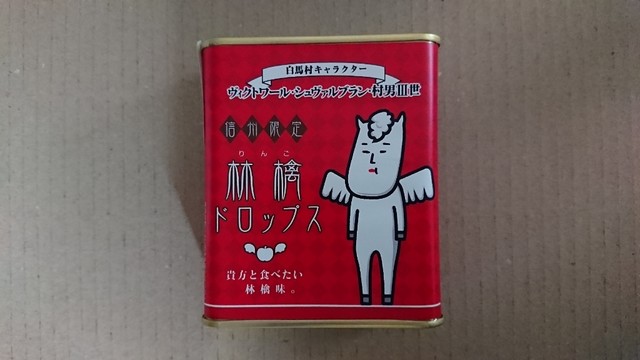 白馬村キャラクター
ヴィクトワール・シュヴァルブラン・村男III世
信州限定
りんご
林檎
ドロップス
貴方と食べたい
林檎味。